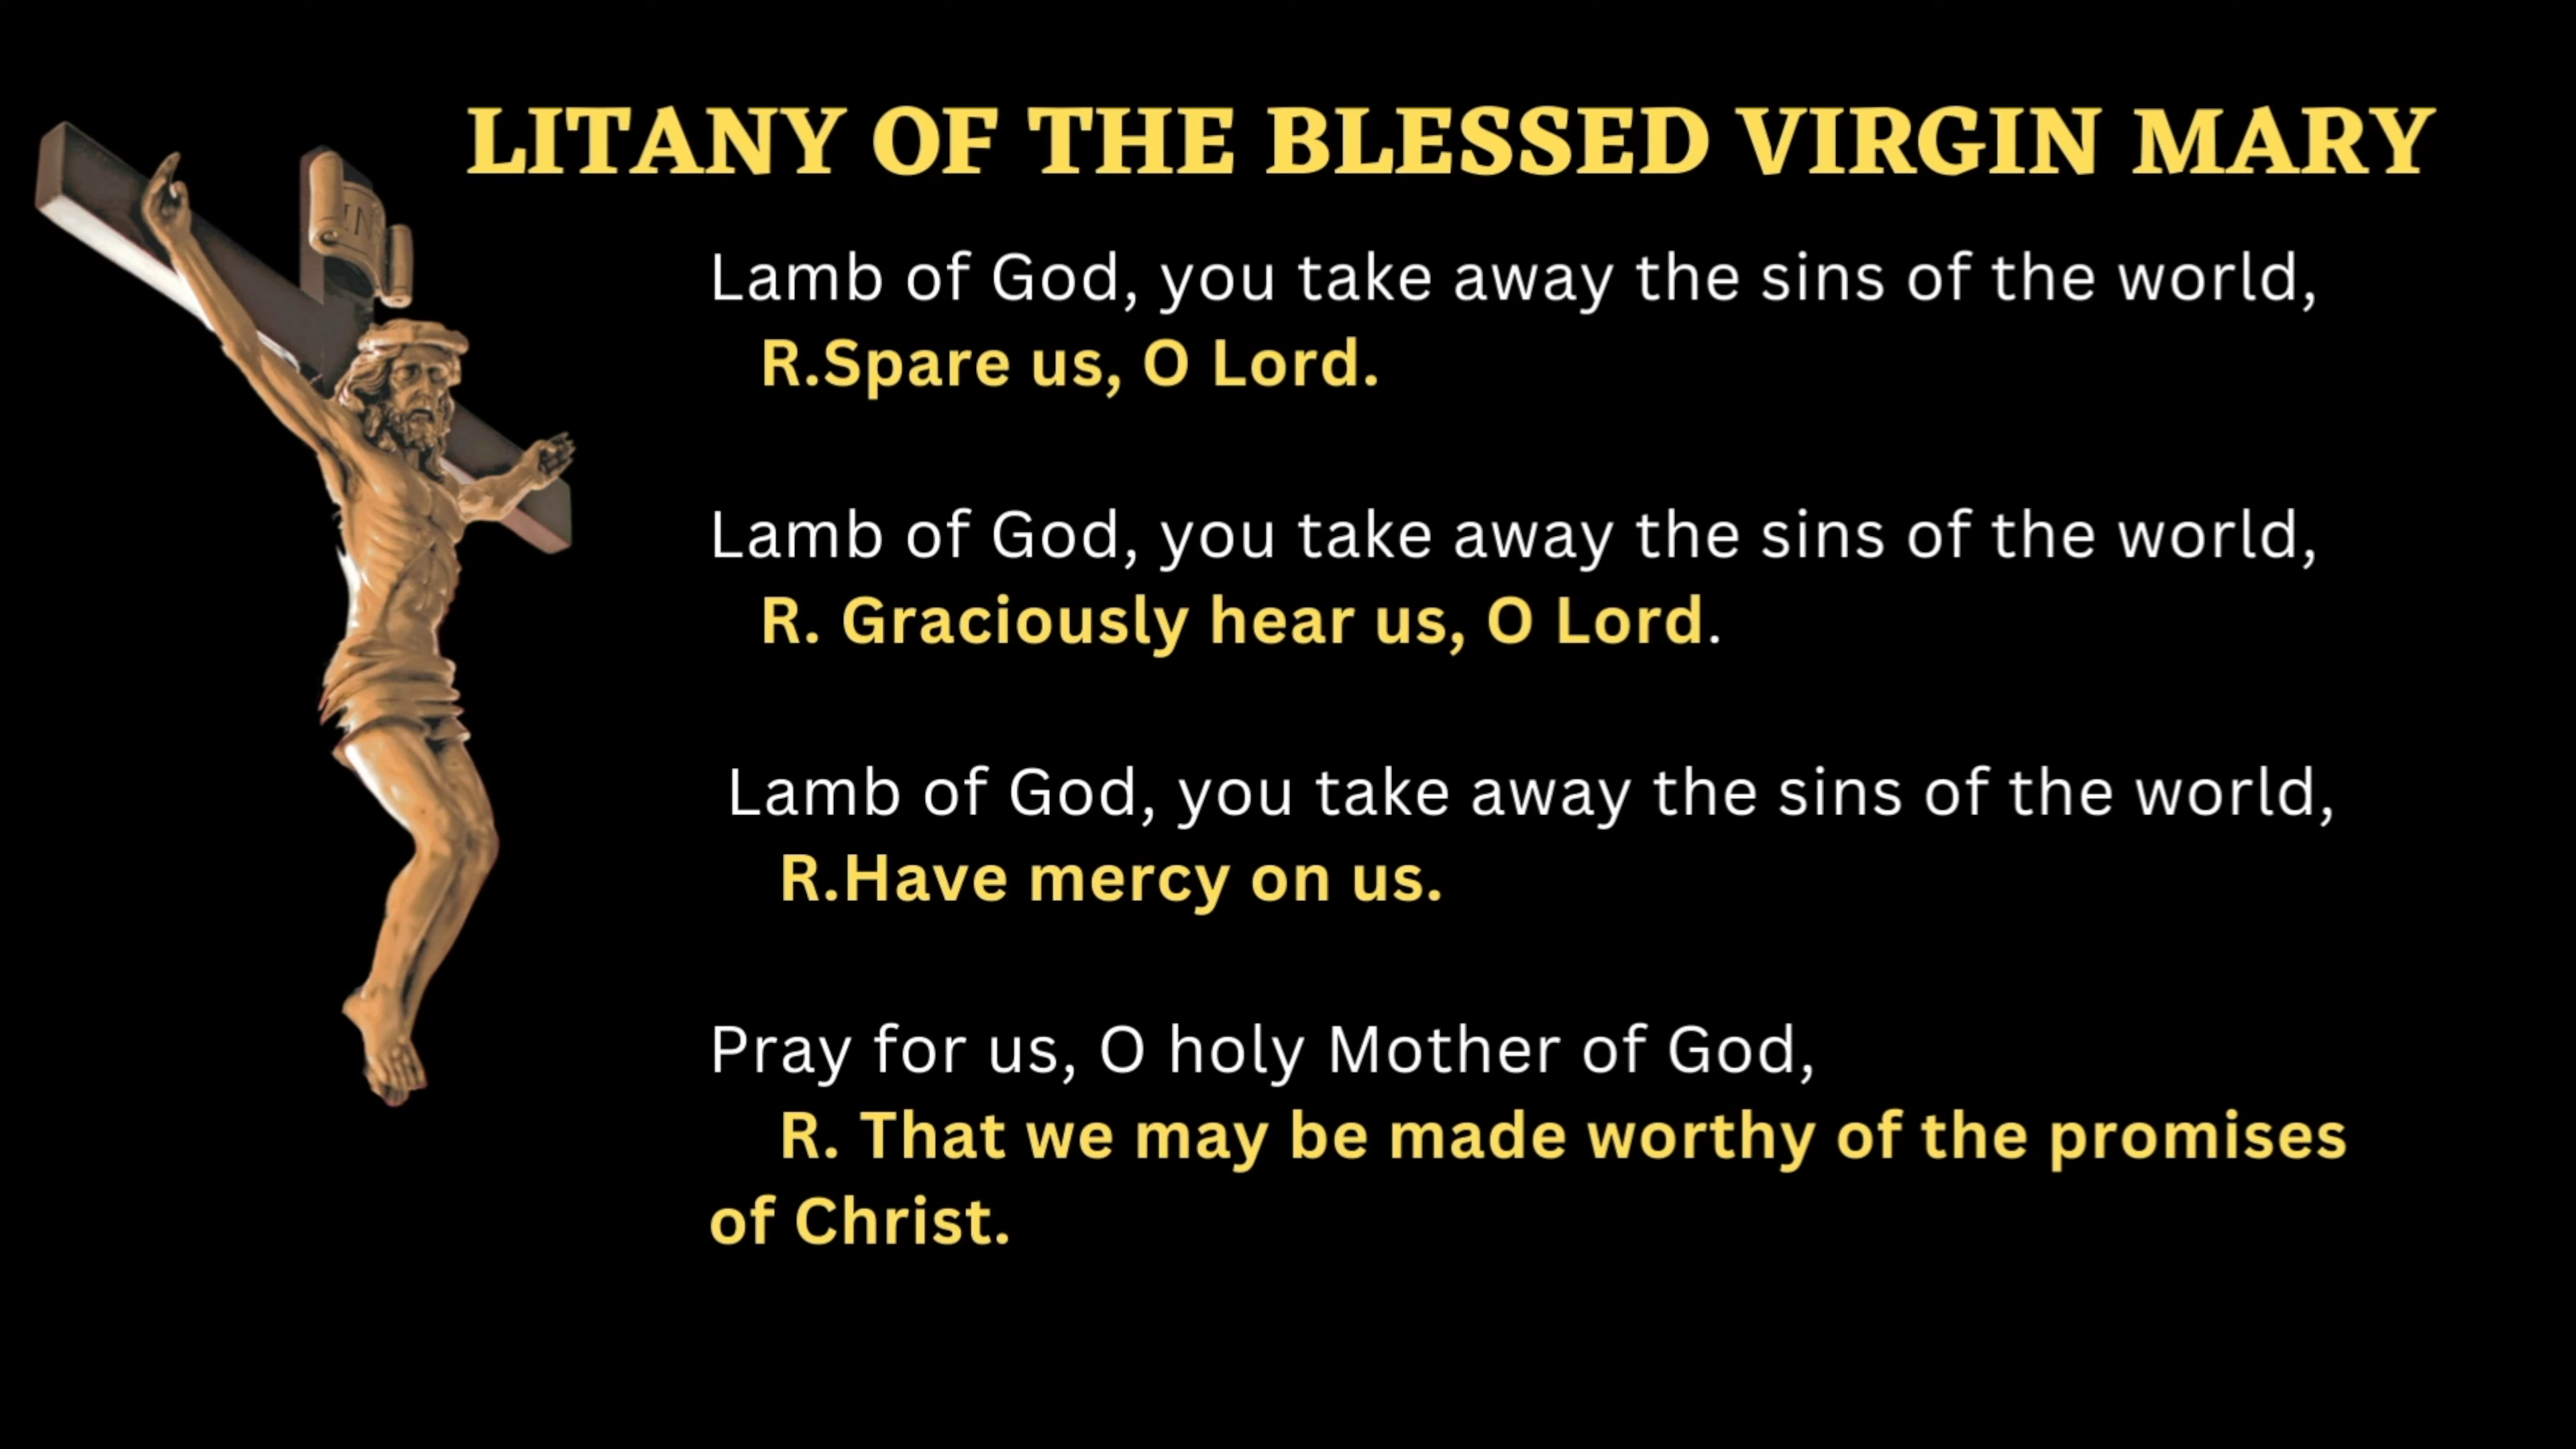 LITANY OF THE BLESSED VIRGIN MARY
Lamb of God, you take away the sins of the world,
R.Spare us, O Lord.
Lamb of God, you take away the sins of the world,
R. Graciously hear us, O Lord.
Lamb of God, you take away the sins of the world,
R.Have mercy on us.
Pray for us, O holy Mother of God,
R. That we may be made worthy of the promises
of Christ.